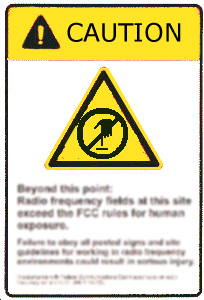 CAUTION
Beyond this point:
Radio frequency fields at this site
exceed the FCC rules for human
exposure.
Failure to obey all posted signs and site
guidelines for working in radio frequency
environments could result in serious injury.